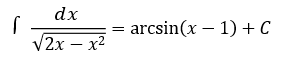 ∫ dx/√(2x − x²) = arcsin(x − 1) + C